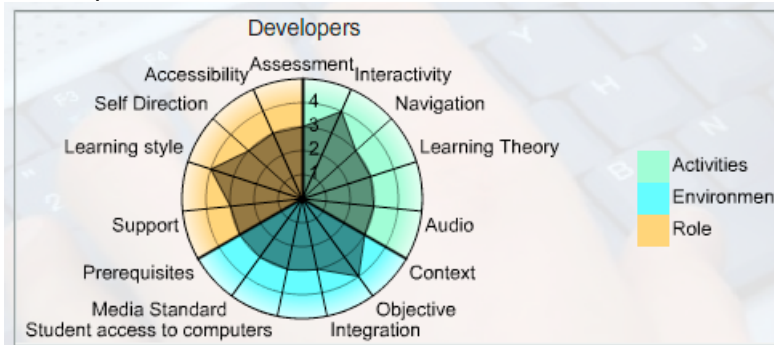 Developers
Assessment
Accessibility
Interactivity
Self Direction
Navigation
Learning style
Learning Theory
Support
Audio
Prerequisites
Context
Media Standard
Objective
Student access to computers
Integration
4
3
2
1
Activities
Environmen
Role